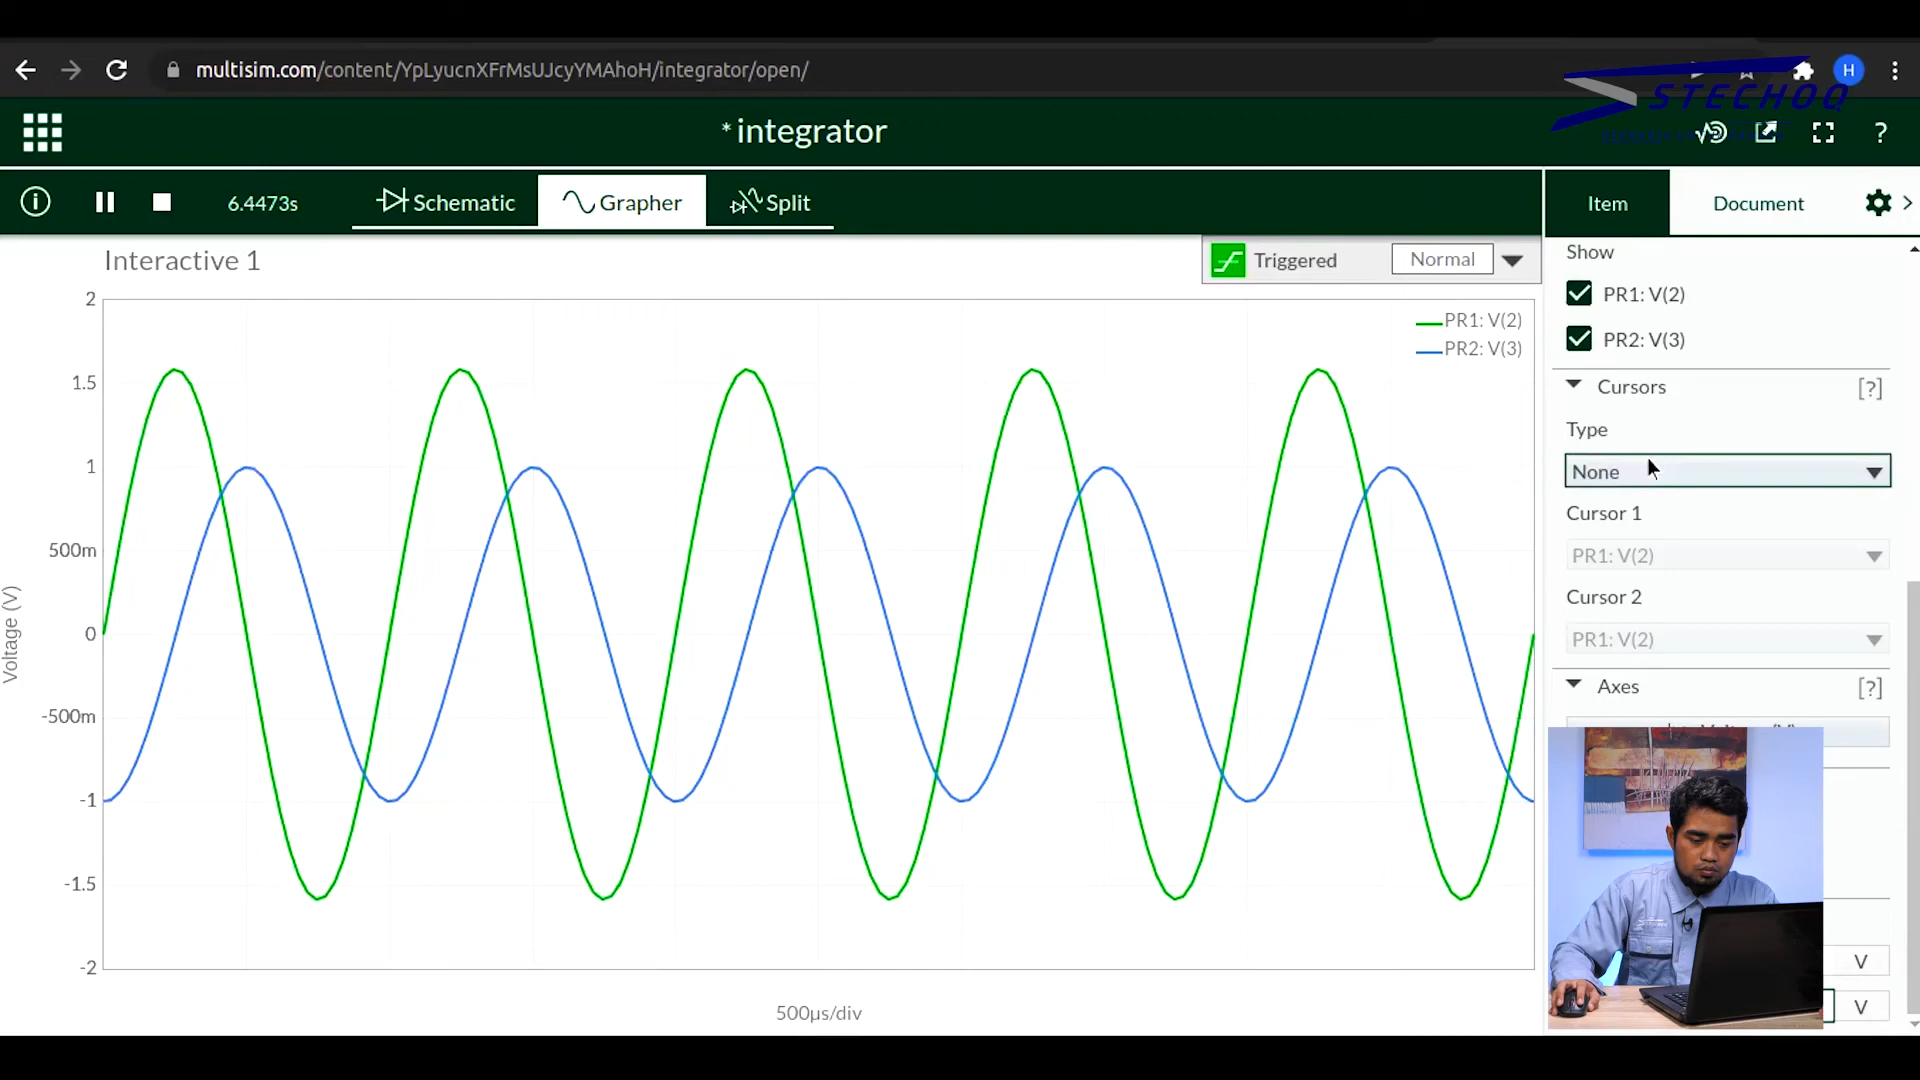 multisim.com/content/YpLyucnXFrMsUJcyYMAhoH/integrator/open/
H
STECHOQ
*integrator
?
6.4473s
Schematic
Grapher
Split
Item
Document
Interactive 1
Triggered
Normal
Show
PR1: V(2)
PR2: V(3)
PR1: V(2)
PR2: V(3)
Cursors
[?]
Type
None
Cursor 1
PR1: V(2)
Cursor 2
PR1: V(2)
Axes
[?]
V
V
2
1.5
1
500m
0
-500m
-1
-1.5
-2
Voltage (V)
500µs/div